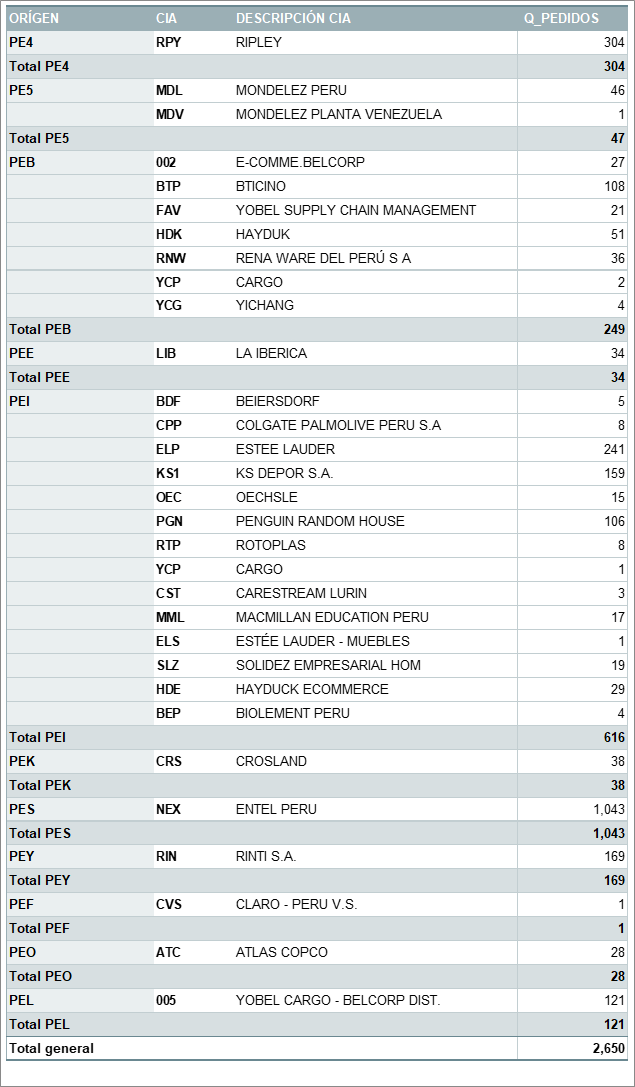 ORÍGEN CIA DESCRIPCIÓN CIA Q_PEDIDOS
PE4 RPY RIPLEY 304
Total PE4 304
PE5 MDL MONDELEZ PERU 46
MDV MONDELEZ PLANTA VENEZUELA 1
Total PE5 47
PEB 002 E-COMME.BELCORP 27
BTP BTICINO 108
FAV YOBEL SUPPLY CHAIN MANAGEMENT 21
HDK HAYDUK 51
RNW RENA WARE DEL PERÚ S A 36
YCP CARGO 2
YCG YICHANG 4
Total PEB 249
PEE LIB LA IBERICA 34
Total PEE 34
PEI BDF BEIERSDORF 5
CPP COLGATE PALMOLIVE PERU S.A 8
ELP ESTEE LAUDER 241
KS1 KS DEPOR S.A. 159
OEC OECHSLE 15
PGN PENGUIN RANDOM HOUSE 106
RTP ROTOPLAS 8
YCP CARGO 1
CST CARESTREAM LURIN 3
MML MACMILLAN EDUCATION PERU 17
ELS ESTÉE LAUDER - MUEBLES 1
SLZ SOLIDEZ EMPRESARIAL HOM 19
HDE HAYDUCK ECOMMERCE 29
BEP BIOLEMENT PERU 4
Total PEI 616
PEK CRS CROSLAND 38
Total PEK 38
PES NEX ENTEL PERU 1,043
Total PES 1,043
PEY RIN RINTI S.A. 169
Total PEY 169
PEF CVS CLARO - PERU V.S. 1
Total PEF 1
PEO ATC ATLAS COPCO 28
Total PEO 28
PEL 005 YOBEL CARGO - BELCORP DIST. 121
Total PEL 121
Total general 2,650